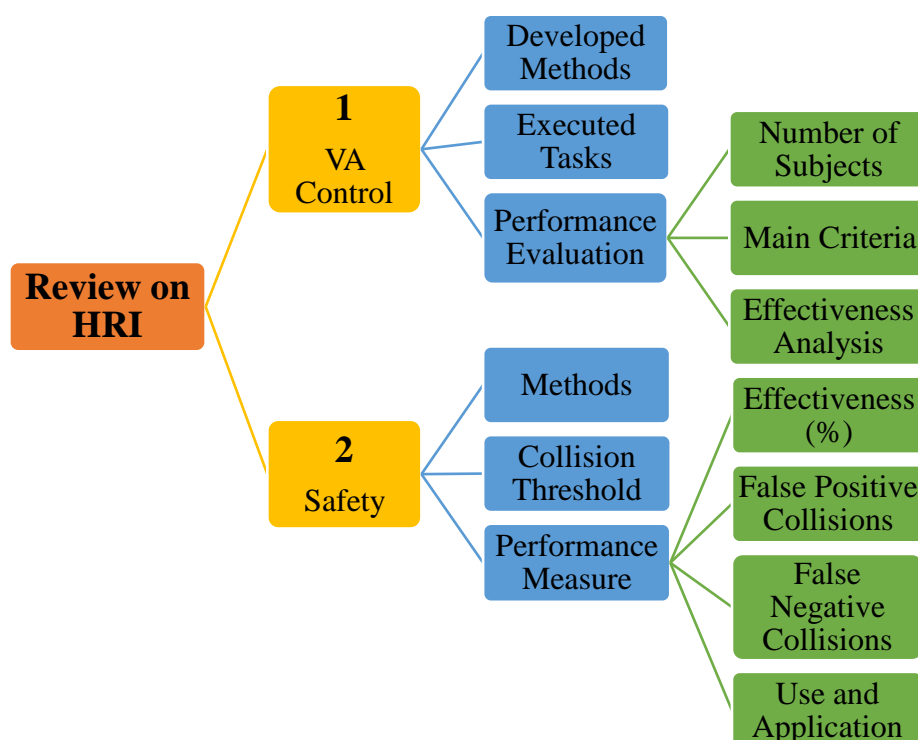 Review on
HRI
1
VA
Control
Developed
Methods
Executed
Tasks
Performance
Evaluation
Number of
Subjects
Main Criteria
Effectiveness
Analysis
2
Safety
Methods
Collision
Threshold
Performance
Measure
Effectiveness
(%)
False Positive
Collisions
False
Negative
Collisions
Use and
Application